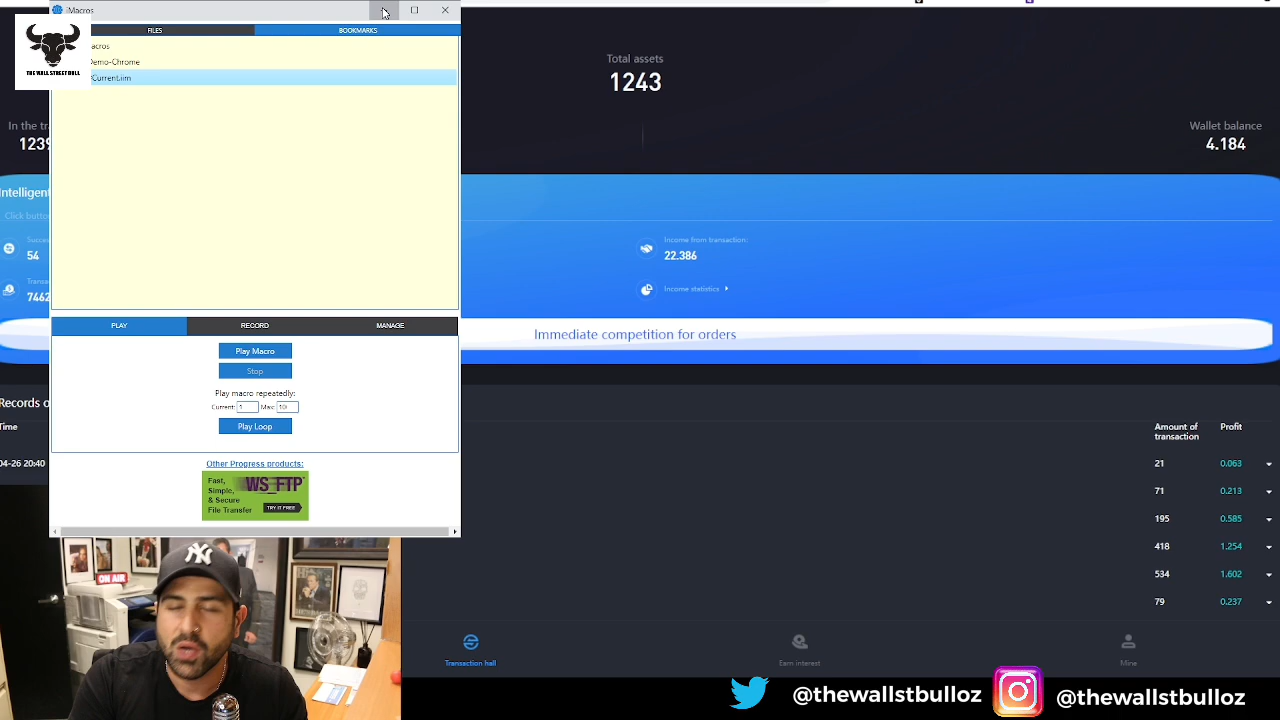 iMacros
FILES
BOOKMARKS
THE WALL STREET BULL
Demo-Chrome
#Current.iim
Total assets
1243
In the
1239
Wallet balance
4.184
Click button
54
7462
Income from transaction:
22.386
Income statistics
Immediate competition for orders
PLAY
RECORD
MANAGE
Play Macro
Stop
Play macro repeatedly:
Current: 1 Max:
Play Loop
Other Progress products:
Fast,
Simple,
& Secure
File Transfer
WS_FTP
TRY IT FREE
Time
Amount of
transaction
Profit
04-26 20:40
21 0.063
71 0.213
195 0.585
418 1.254
534 1.602
79 0.237
ON AIR
Transaction hall
Earn interest
Mine
@thewallstbulloz
@thewallstbulloz